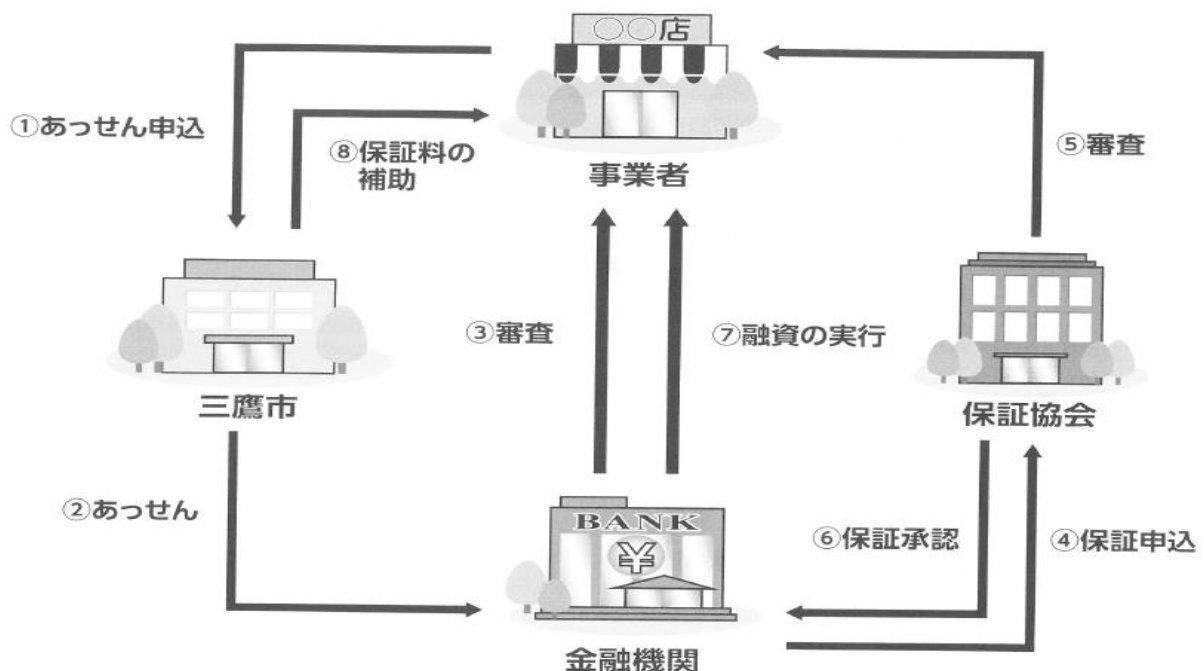 ○○店
①あっせん申込
⑧保証料の
補助
事業者
⑤審査
③審査
⑦融資の実行
三鷹市
保証協会
②あっせん
BANK
¥
⑥保証承認
④保証申込
金融機関